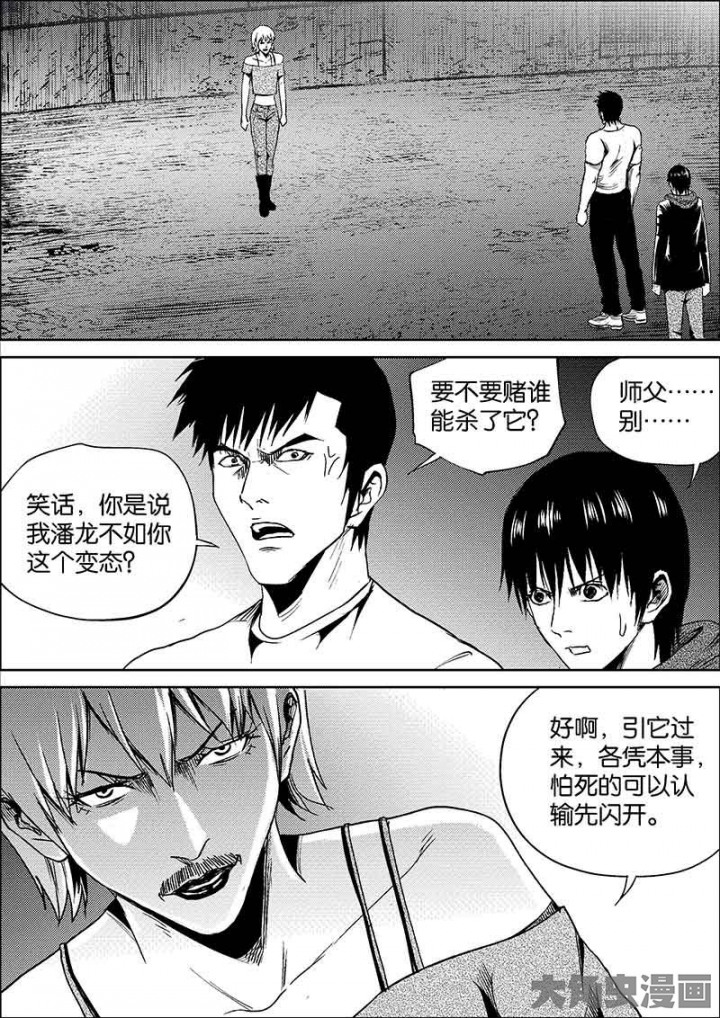 笑话，你是说
我潘龙不如你
这个变态？
要不要赌谁
能杀了它？
师父……
别……
好啊，引它过
来，各凭本事，
怕死的可以认
输先闪开。
大角虫漫画